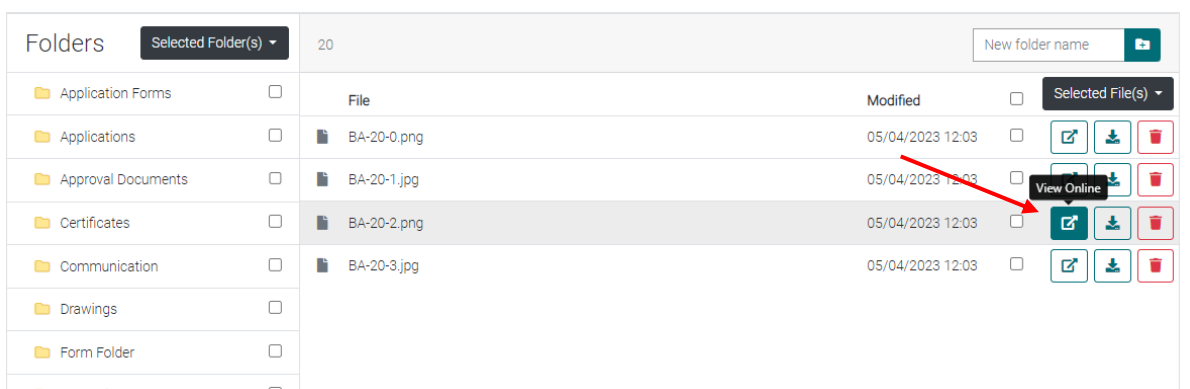 Folders Selected Folder(s) 20 New folder name
Application Forms File Modified Selected File(s)
Applications BA-20-0.png 05/04/2023 12:03
Approval Documents BA-20-1.jpg 05/04/2023 12:03
View Online
Certificates BA-20-2.png 05/04/2023 12:03
Communication BA-20-3.jpg 05/04/2023 12:03
Drawings
Form Folder